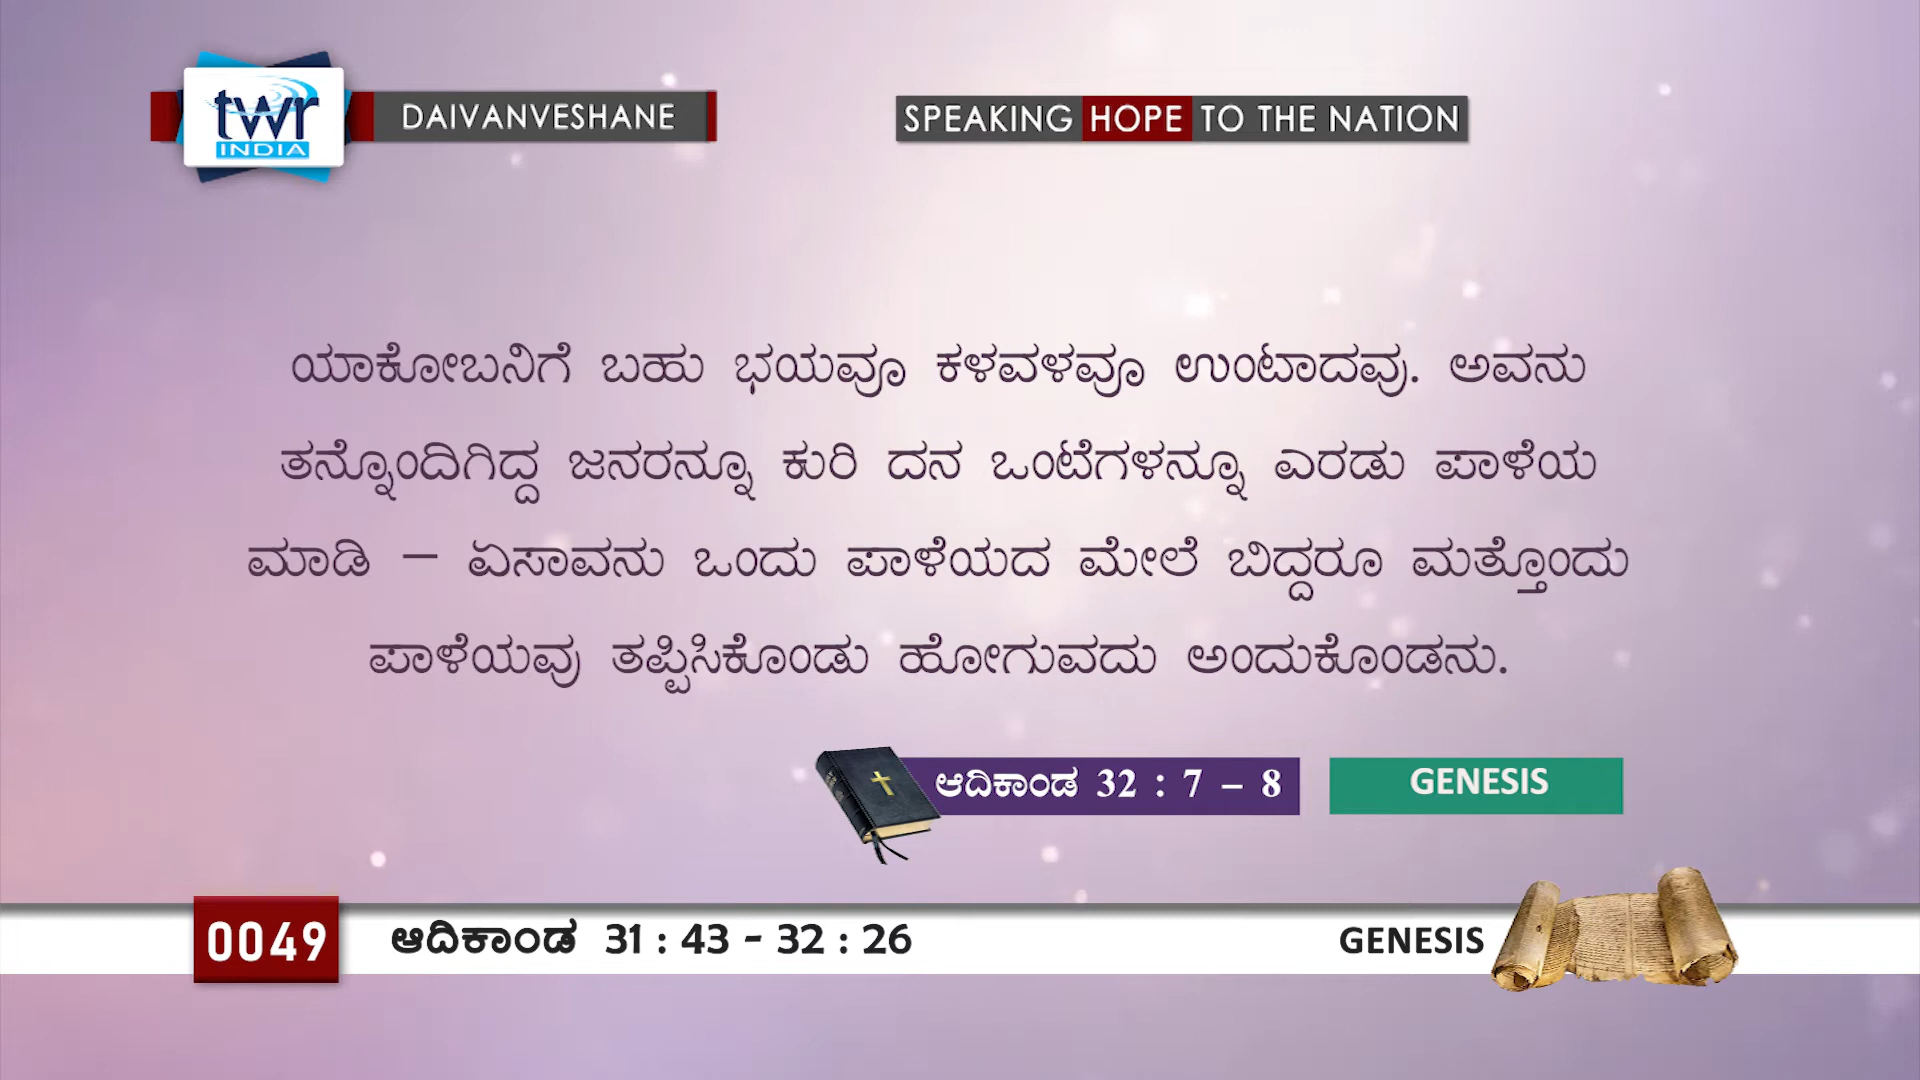 twr
INDIA
DAIVANVESHANE
SPEAKING HOPE TO THE NATION
ಯಾಕೋಬನಿಗೆ ಬಹು ಭಯವೂ ಕಳವಳವೂ ಉಂಟಾದವು. ಅವನು
ತನ್ನೊಂದಿಗಿದ್ದ ಜನರನ್ನೂ ಕುರಿ ದನ ಒಂಟೆಗಳನ್ನೂ ಎರಡು ಪಾಳೆಯ
ಮಾಡಿ – ಏಸಾವನು ಒಂದು ಪಾಳೆಯದ ಮೇಲೆ ಬಿದ್ದರೂ ಮತ್ತೊಂದು
ಪಾಳೆಯವು ತಪ್ಪಿಸಿಕೊಂಡು ಹೋಗುವದು ಅಂದುಕೊಂಡನು.
ಆದಿಕಾಂಡ 32 : 7 – 8
GENESIS
0049
ಆದಿಕಾಂಡ 31 : 43 - 32 : 26
GENESIS